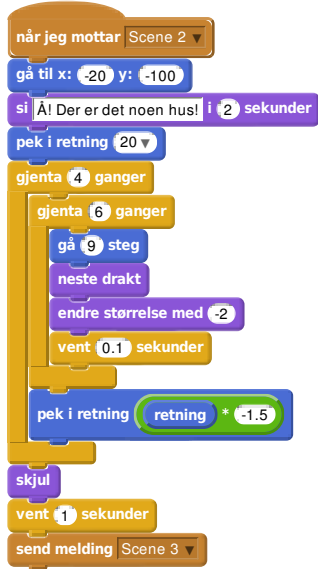 når jeg mottar Scene 2
gå til x: -20 y: -100
si Å! Der er det noen hus! i 2 sekunder
pek i retning 20
gjenta 4 ganger
gjenta 6 ganger
gå 9 steg
neste drakt
endre størrelse med -2
vent 0.1 sekunder
pek i retning retning * -1.5
skjul
vent 1 sekunder
send melding Scene 3